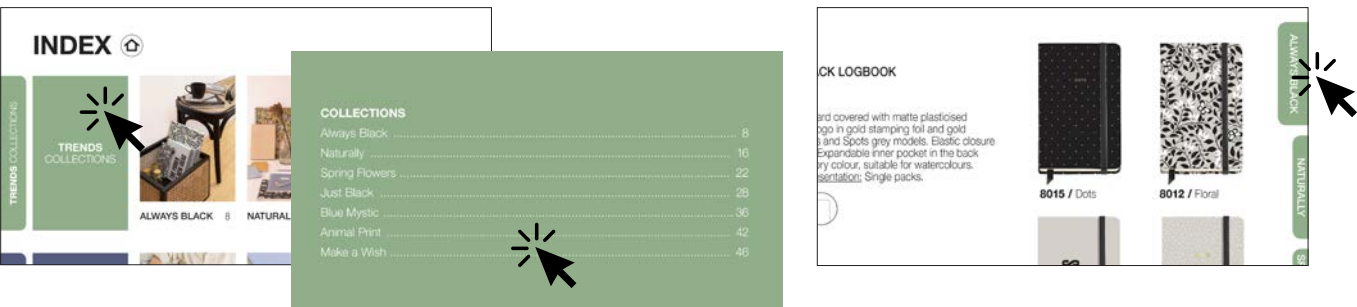 INDEX
TRENDS COLLECTIONS
TRENDS
COLLECTIONS
ALWAYS BLACK 8
NATURAL
COLLECTIONS
Always Black 8
Naturally 16
Spring Flowers 22
Just Black 28
Blue Mystic 36
Animal Print 42
Make a Wish 46
CK LOGBOOK
ard covered with matte plasticised
ogo in gold stamping foil and gold
s and Spots grey models. Elastic closure
Expandable inner pocket in the back
ry colour, suitable for watercolours.
sentation: Single packs.
8015 / Dots
8012 / Floral
ALWAYS BLACK
NATURALLY